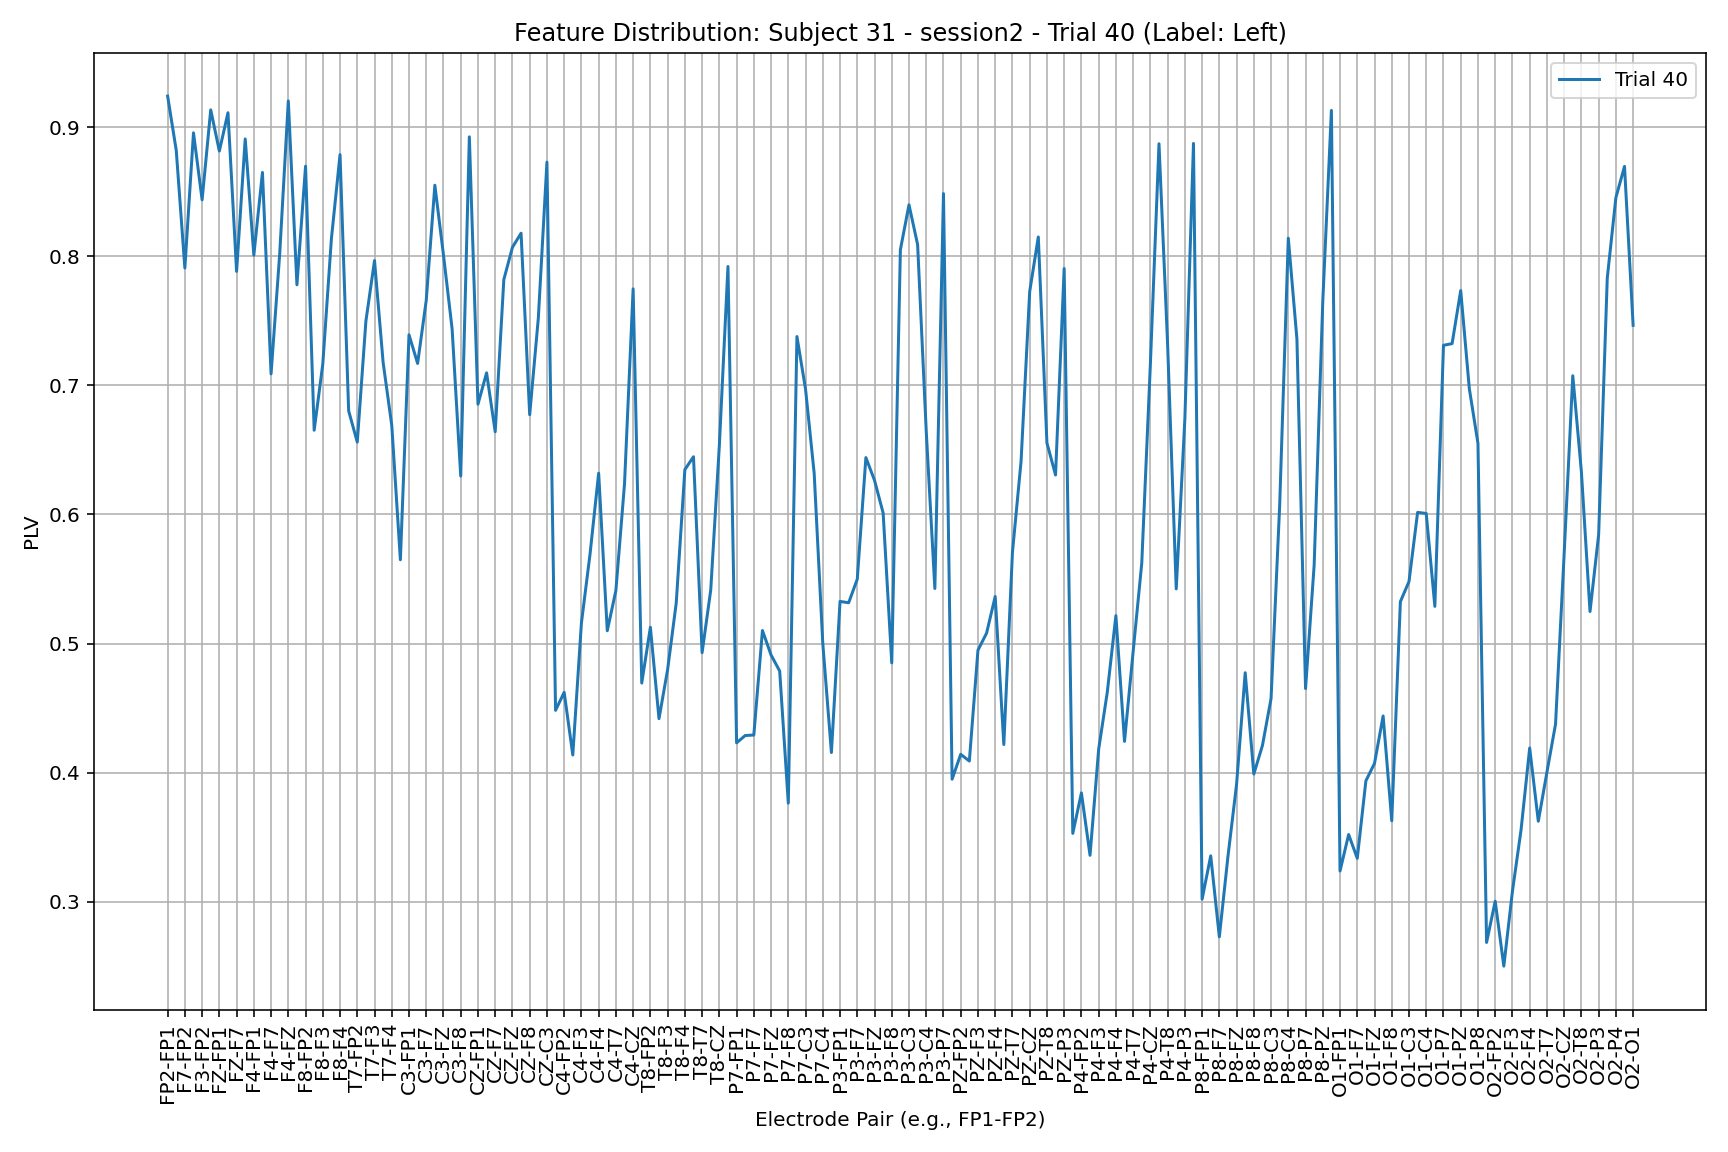 Feature Distribution: Subject 31 - session2 - Trial 40 (Label: Left)
Trial 40
PLV
0.9
0.8
0.7
0.6
0.5
0.4
0.3
FP2-FP1
F7-FP2
F3-FP2
FZ-FP1
FZ-F7
F4-FP1
F4-F7
F4-FZ
F8-FP2
F8-F3
F8-F4
T7-FP2
T7-F3
T7-F4
C3-FP1
C3-F7
C3-FZ
C3-F8
CZ-FP1
CZ-F7
CZ-FZ
CZ-F8
CZ-C3
C4-FP2
C4-F3
C4-F4
C4-T7
C4-CZ
T8-FP2
T8-F3
T8-F4
T8-T7
T8-CZ
P7-FP1
P7-F7
P7-FZ
P7-F8
P7-C3
P7-C4
P3-FP1
P3-F7
P3-FZ
P3-F8
P3-C3
P3-C4
P3-P7
PZ-FP2
PZ-F3
PZ-F4
PZ-T7
PZ-CZ
PZ-T8
PZ-P3
P4-FP2
P4-F3
P4-F4
P4-T7
P4-CZ
P4-T8
P4-P3
P8-FP1
P8-F7
P8-FZ
P8-F8
P8-C3
P8-C4
P8-P7
P8-PZ
O1-FP1
O1-F7
O1-FZ
O1-F8
O1-C3
O1-C4
O1-P7
O1-PZ
O1-P8
O2-FP2
O2-F3
O2-F4
O2-T7
O2-CZ
O2-T8
O2-P3
O2-P4
O2-O1
Electrode Pair (e.g., FP1-FP2)